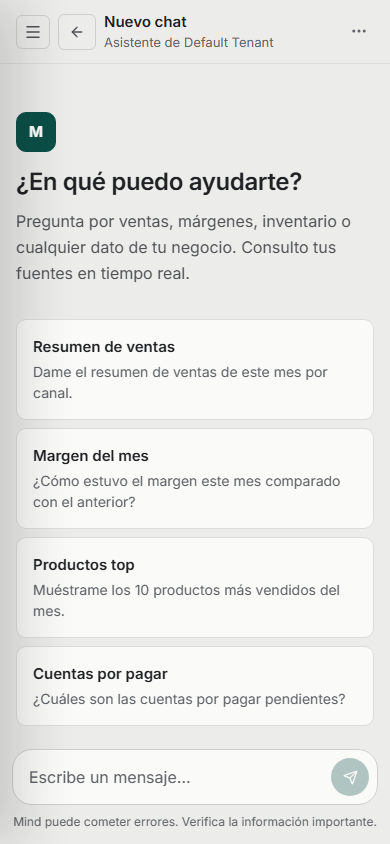 Nuevo chat
Asistente de Default Tenant
M
¿En qué puedo ayudarte?
Pregunta por ventas, márgenes, inventario o
cualquier dato de tu negocio. Consulto tus
fuentes en tiempo real.
Resumen de ventas
Dame el resumen de ventas de este mes por
canal.
Margen del mes
¿Cómo estuvo el margen este mes comparado
con el anterior?
Productos top
Muéstrame los 10 productos más vendidos del
mes.
Cuentas por pagar
¿Cuáles son las cuentas por pagar pendientes?
Escribe un mensaje...
Mind puede cometer errores. Verifica la información importante.